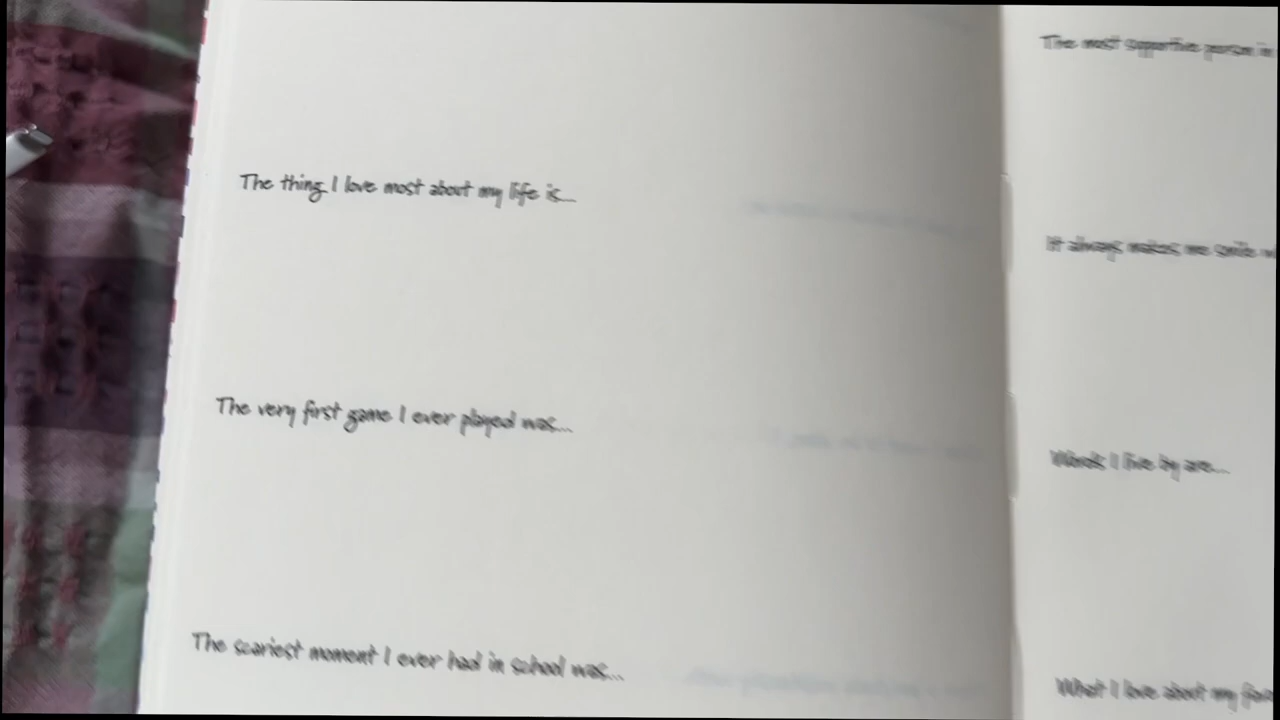 The thing I love most about my life is...
The very first game I ever played was...
The scariest moment I ever had in school was...
The most supportive person in
It always makes me smile
Words I live by are...
What I love about my